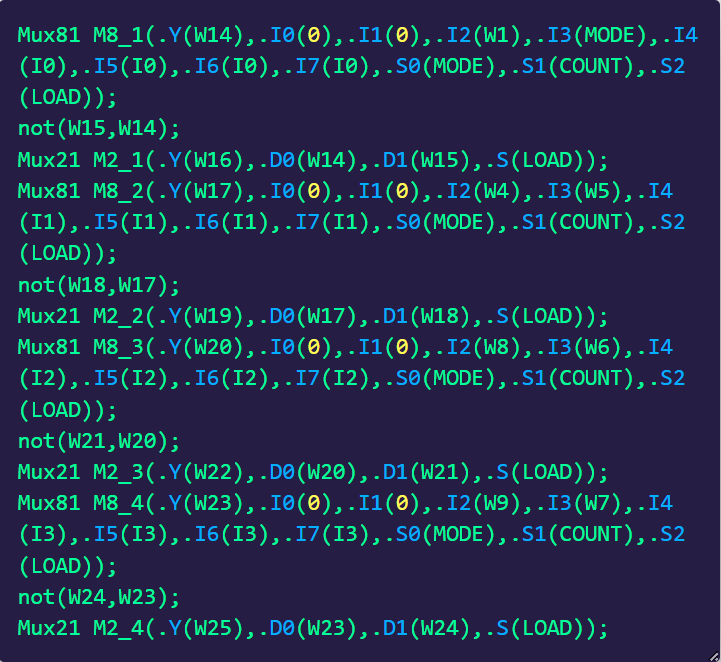 Mux81 M8_1(.Y(W14),.I0(0),.I1(0),.I2(W1),.I3(MODE),.I4
(I0),.I5(I0),.I6(I0),.I7(I0),.S0(MODE),.S1(COUNT),.S2
(LOAD));
not(W15,W14);
Mux21 M2_1(.Y(W16),.D0(W14),.D1(W15),.S(LOAD));
Mux81 M8_2(.Y(W17),.I0(0),.I1(0),.I2(W4),.I3(W5),.I4
(I1),.I5(I1),.I6(I1),.I7(I1),.S0(MODE),.S1(COUNT),.S2
(LOAD));
not(W18,W17);
Mux21 M2_2(.Y(W19),.D0(W17),.D1(W18),.S(LOAD));
Mux81 M8_3(.Y(W20),.I0(0),.I1(0),.I2(W8),.I3(W6),.I4
(I2),.I5(I2),.I6(I2),.I7(I2),.S0(MODE),.S1(COUNT),.S2
(LOAD));
not(W21,W20);
Mux21 M2_3(.Y(W22),.D0(W20),.D1(W21),.S(LOAD));
Mux81 M8_4(.Y(W23),.I0(0),.I1(0),.I2(W9),.I3(W7),.I4
(I3),.I5(I3),.I6(I3),.I7(I3),.S0(MODE),.S1(COUNT),.S2
(LOAD));
not(W24,W23);
Mux21 M2_4(.Y(W25),.D0(W23),.D1(W24),.S(LOAD));